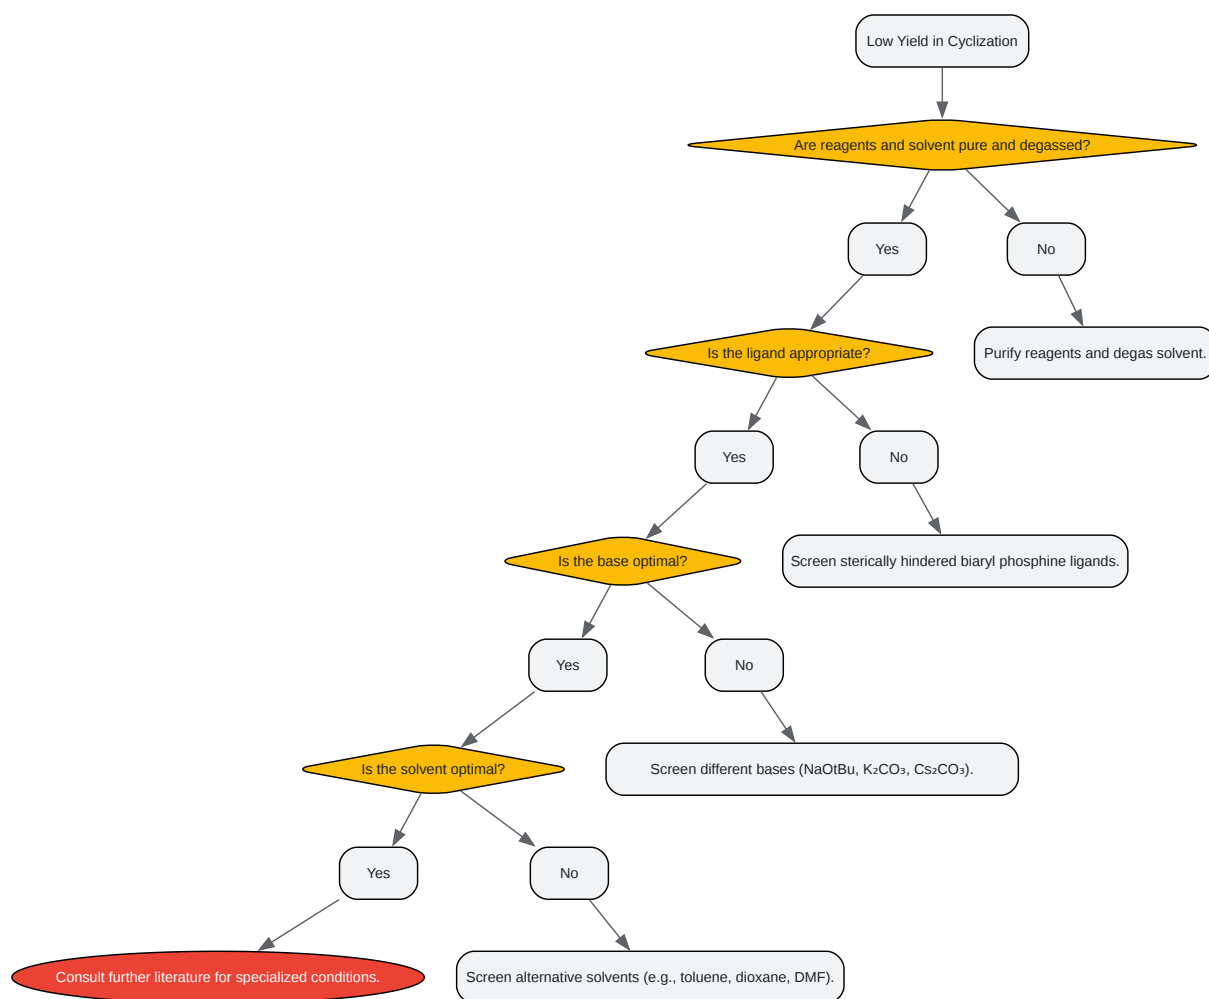 Low Yield in Cyclization
Are reagents and solvent pure and degassed?
Yes
No
Is the ligand appropriate?
Purify reagents and degas solvent.
Yes
No
Is the base optimal?
Screen sterically hindered biaryl phosphine ligands.
Yes
No
Is the solvent optimal?
Screen different bases (NaOtBu, K₂CO₃, Cs₂CO₃).
Yes
No
Consult further literature for specialized conditions.
Screen alternative solvents (e.g., toluene, dioxane, DMF).